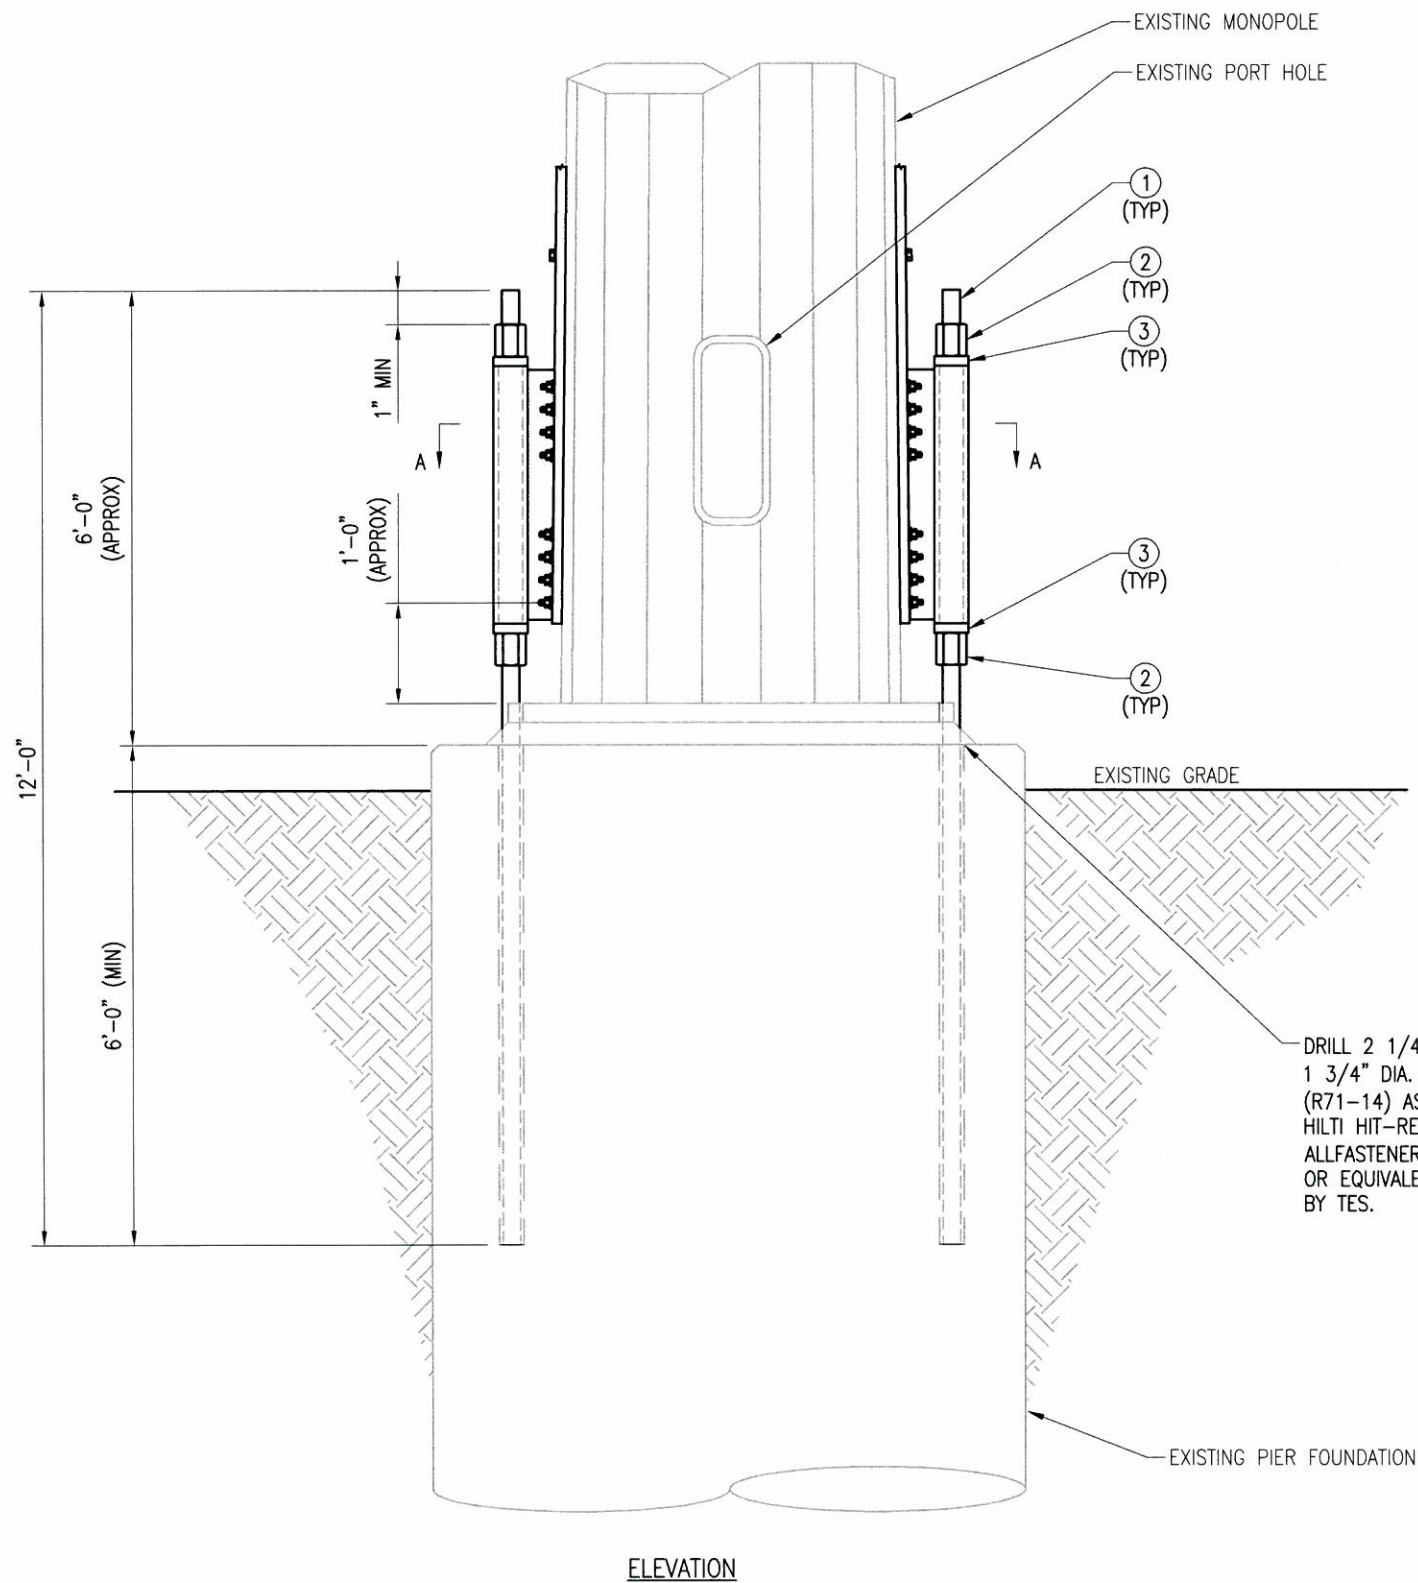 EXISTING MONOPOLE
EXISTING PORT HOLE
1
(TYP)
2
(TYP)
3
(TYP)
1" MIN
A
A
6'-0"
(APPROX)
1'-0"
(APPROX)
3
(TYP)
2
(TYP)
12'-0"
EXISTING GRADE
6'-0" (MIN)
DRILL 2 1/4
1 3/4" DIA.
(R71-14) AS
HILTI HIT-RE
ALLFASTENER
OR EQUIVALE
BY TES.
EXISTING PIER FOUNDATION
ELEVATION